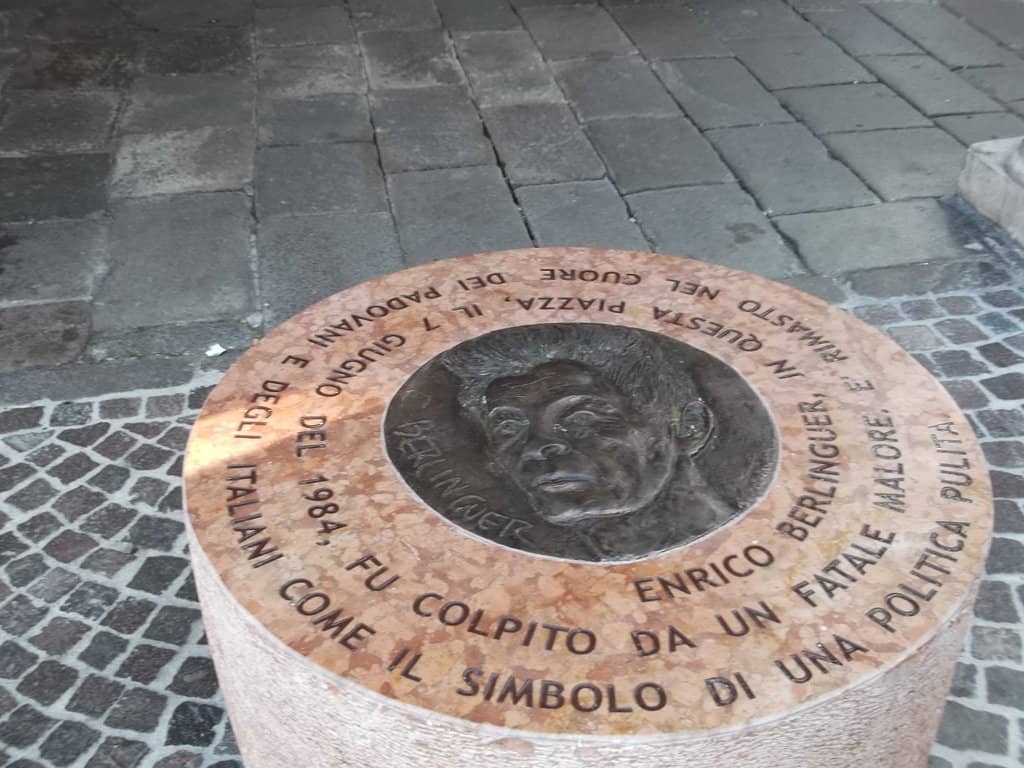 ENRICO BERLINGUER, IN QUESTA PIAZZA, IL 7 GIUGNO DEL 1984, FU COLPITO DA UN FATALE MALORE. È RIMASTO NEL CUORE DEI PADOVANI E DEGLI ITALIANI COME IL SIMBOLO DI UNA POLITICA PULITA.
BERLINGUER